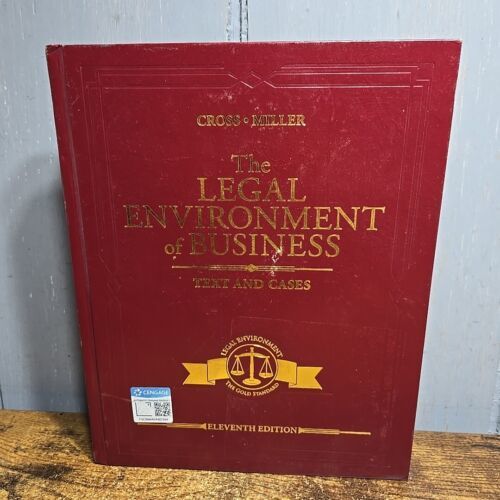 CROSS • MILLER
The
LEGAL
ENVIRONMENT
of BUSINESS
TEXT AND CASES
LEGAL ENVIRONMENT
THE GOLD STANDARD
CENGAGE
ELEVENTH EDITION